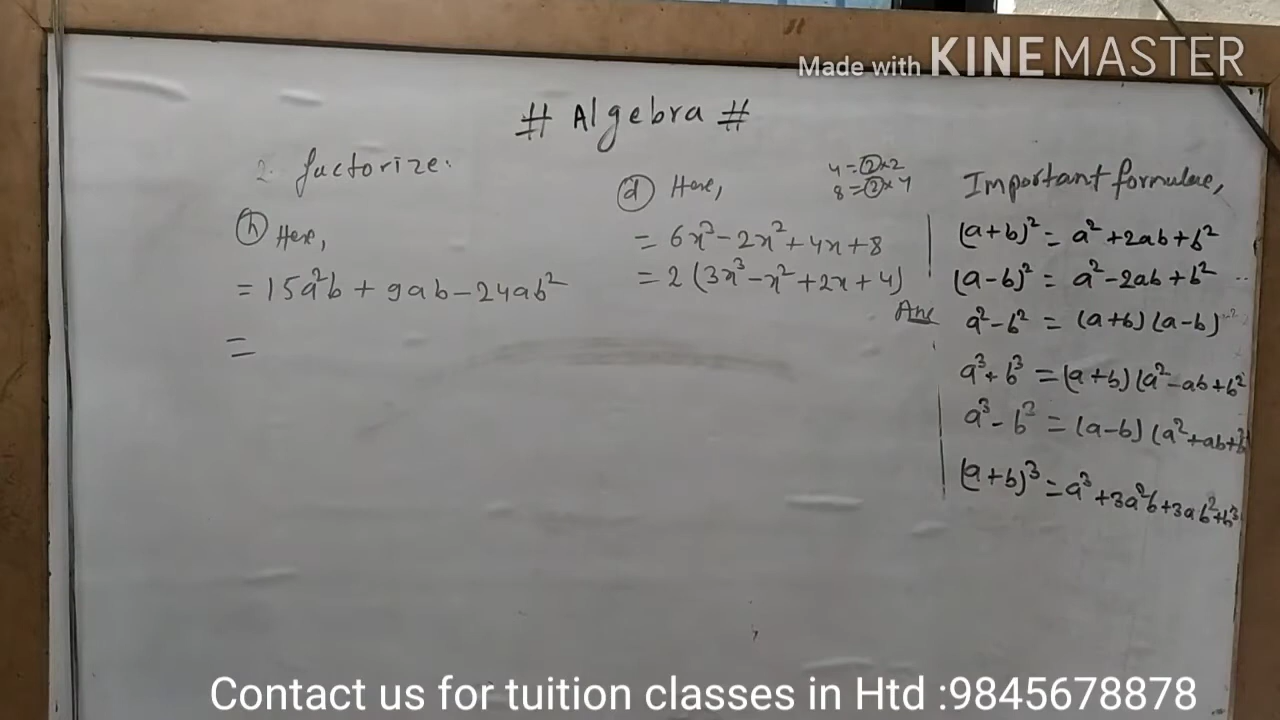 Made with KINEMASTER
# Algebra #
2. factorize.
(h) Here,
= 15a²b + 9ab - 24ab²
=
(d) Here,
4 = 2 × 2
8 = 2 × 4
= 6x³ - 2x² + 4x + 8
= 2 (3x³ - x² + 2x + 4)
Ans
Important formulae,
(a+b)² = a² + 2ab + b²
(a-b)² = a² - 2ab + b²
a² - b² = (a+b) (a-b)
a³ + b³ = (a+b) (a² - ab + b²
a³ - b³ = (a-b) (a² + ab + b²
(a+b)³ = a³ + 3a²b + 3ab² + b³
Contact us for tuition classes in Htd :9845678878